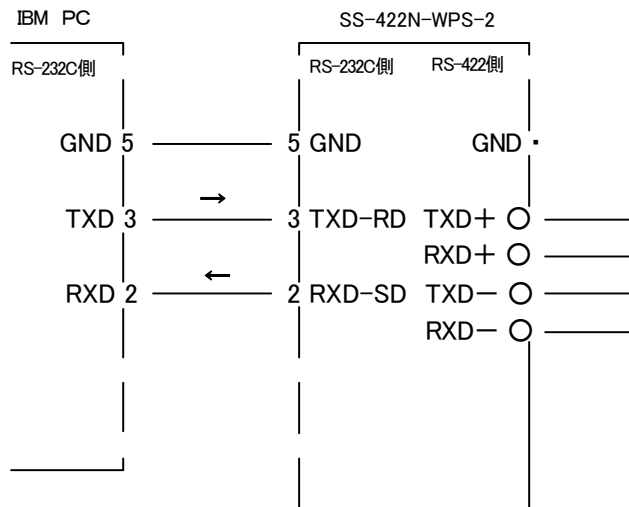 IBM PC
SS-422N-WPS-2
RS-232C側
RS-232C側 RS-422側
GND 5 5 GND GND
→
TXD 3 3 TXD-RD TXD+
RXD+
←
RXD 2 2 RXD-SD TXD-
RXD-